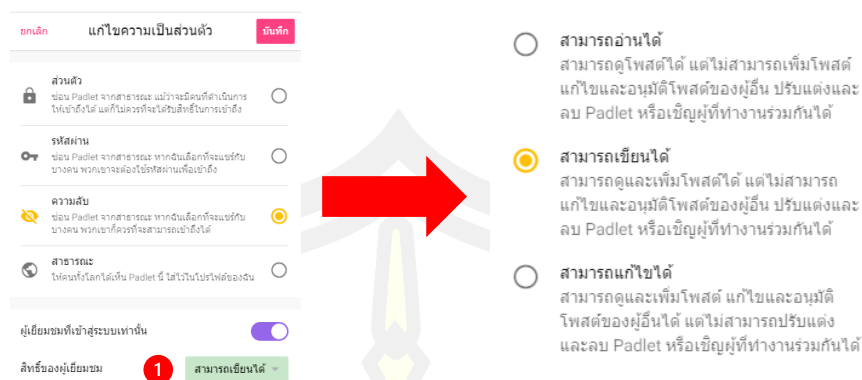 ยกเลิก แก้ไขความเป็นส่วนตัว บันทึก
ส่วนตัว
ซ่อน Padlet จากสาธารณะ แม้ว่าจะมีคนที่ดำเนินการ
ให้เข้าถึงได้ แต่ก็ไม่ควรที่จะได้รับสิทธิ์ในการเข้าถึง
รหัสผ่าน
ซ่อน Padlet จากสาธารณะ หากฉันเลือกที่จะแชร์กับ
บางคน พวกเขาจะต้องใช้รหัสผ่านเพื่อเข้าถึง
ความลับ
ซ่อน Padlet จากสาธารณะ หากฉันเลือกที่จะแชร์กับ
บางคน พวกเขาก็ควรที่จะสามารถเข้าถึงได้
สาธารณะ
ให้คนทั้งโลกได้เห็น Padlet นี้ ใส่ไว้ในโปรไฟล์ของฉัน
ผู้เยี่ยมชมที่เข้าสู่ระบบเท่านั้น
สิทธิ์ของผู้เยี่ยมชม 1 สามารถเขียนได้
สามารถอ่านได้
สามารถดูโพสต์ได้ แต่ไม่สามารถเพิ่มโพสต์
แก้ไขและอนุมัติโพสต์ของผู้อื่น ปรับแต่งและ
ลบ Padlet หรือเชิญผู้ที่ทำงานร่วมกันได้
สามารถเขียนได้
สามารถดูและเพิ่มโพสต์ได้ แต่ไม่สามารถ
แก้ไขและอนุมัติโพสต์ของผู้อื่น ปรับแต่งและ
ลบ Padlet หรือเชิญผู้ที่ทำงานร่วมกันได้
สามารถแก้ไขได้
สามารถดูและเพิ่มโพสต์ แก้ไขและอนุมัติ
โพสต์ของผู้อื่นได้ แต่ไม่สามารถปรับแต่ง
และลบ Padlet หรือเชิญผู้ที่ทำงานร่วมกันได้